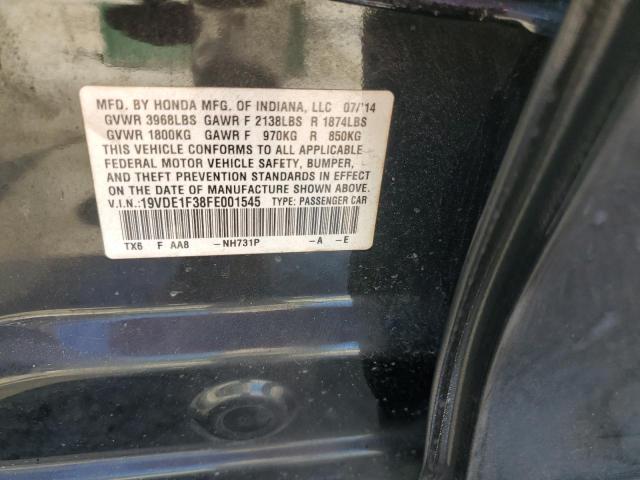 MFD. BY HONDA MFG. OF INDIANA, LLC 07/'14
GVWR 3968LBS GAWR F 2138LBS R 1874LBS
GVWR 1800KG GAWR F 970KG R 850KG
THIS VEHICLE CONFORMS TO ALL APPLICABLE
FEDERAL MOTOR VEHICLE SAFETY, BUMPER,
AND THEFT PREVENTION STANDARDS IN EFFECT
ON THE DATE OF MANUFACTURE SHOWN ABOVE.
V.I.N.:19VDE1F38FE001545 TYPE: PASSENGER CAR
TX6 F AA8 -NH731P -A -E